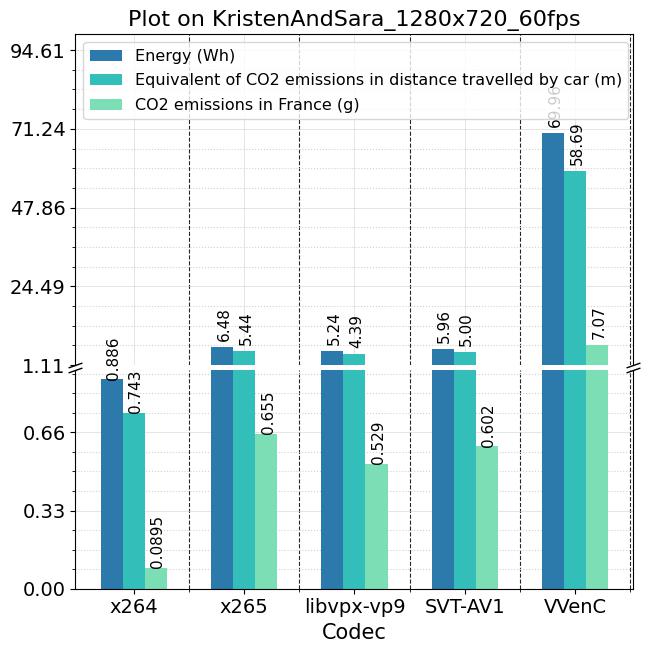 Plot on KristenAndSara_1280x720_60fps
Energy (Wh)
Equivalent of CO2 emissions in distance travelled by car (m)
CO2 emissions in France (g)
94.61
71.24
47.86
24.49
1.11
0.66
0.33
0.00
0.886
0.743
0.0895
6.48
5.44
0.655
5.24
4.39
0.529
5.96
5.00
0.602
69.96
58.69
7.07
x264
x265
libvpx-vp9
SVT-AV1
VVenC
Codec